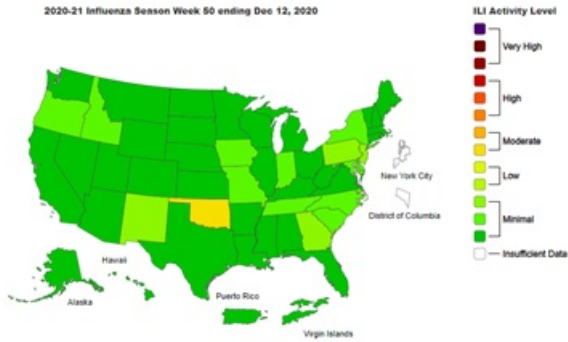 2020-21 Influenza Season Week 50 ending Dec 12, 2020
ILI Activity Level
Very High
High
Moderate
Low
Minimal
Insufficient Data
New York City
District of Columbia
Hawaii
Alaska
Puerto Rico
Virgin Islands